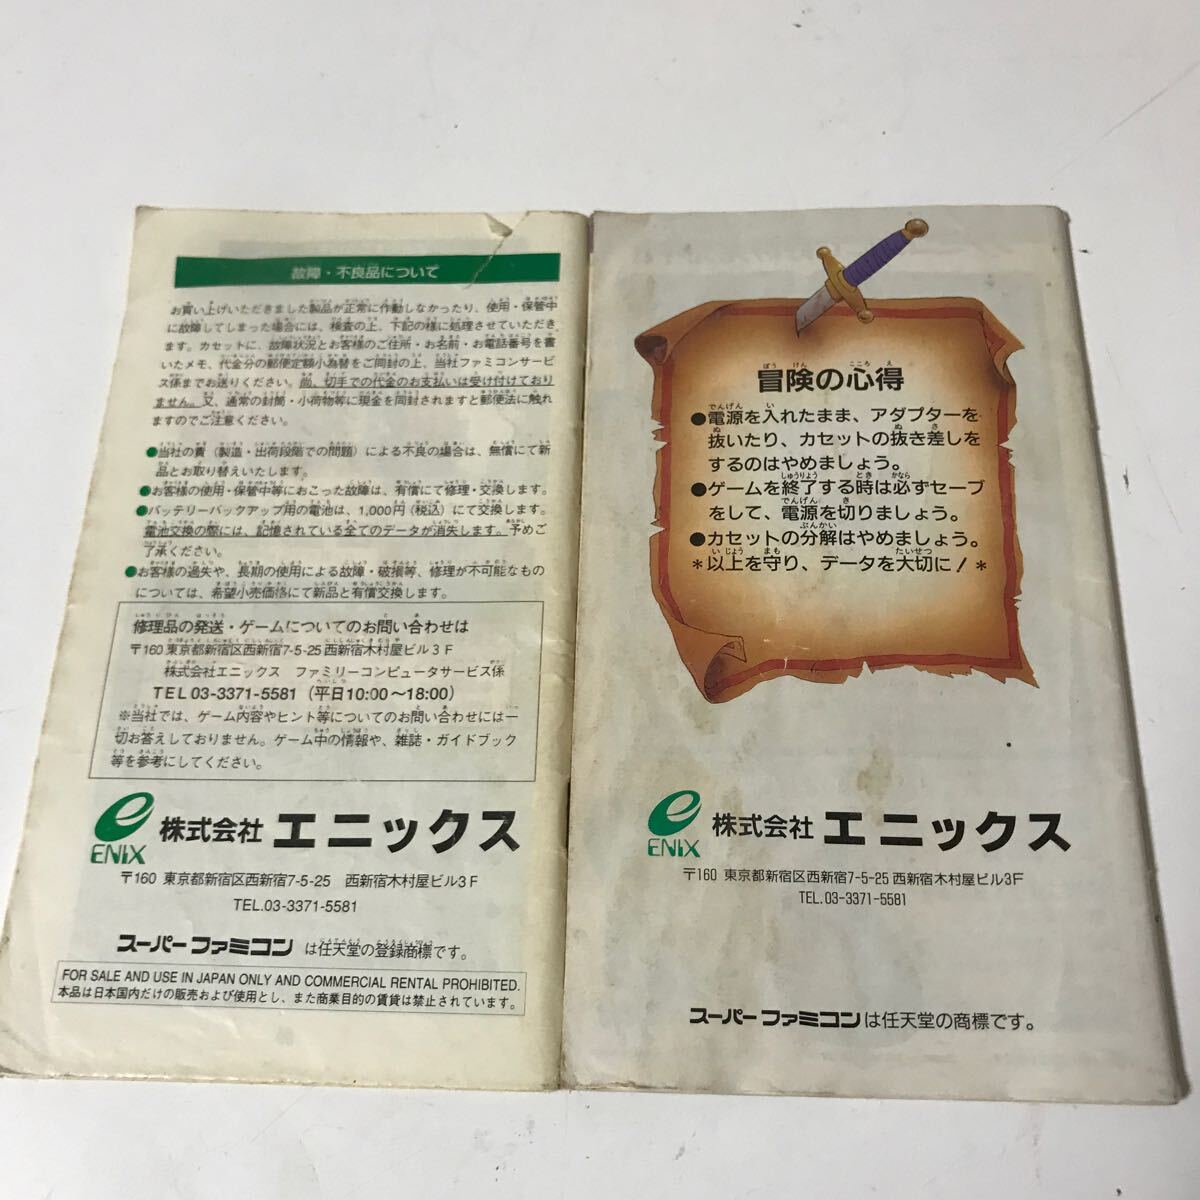 故障・不良品について
お買い上げいただきました製品が正常に作動しなかったり、使用・保管中
に故障してしまった場合には、検査の上、下記の様に処理させていただき
ます。カセットに、故障状況とお客様のご住所・お名前・お電話番号を書
いたメモ、代金分の郵便定額小為替をご同封の上、当社ファミコンサービ
ス係までお送りください。尚、切手での代金のお支払いは受け付けており
ません。又、通常の封筒・小荷物等に現金を同封されますと郵便法に触れ
ますのでご注意ください。
●当社の責（製造・出荷段階での問題）による不良の場合は、無償にて新
品とお取り替えいたします。
●お客様の使用・保管中等におこった故障は、有償にて修理・交換します。
●バッテリーバックアップ用の電池は、1,000円（税込）にて交換します。
電池交換の際には、記憶されている全てのデータが消失します。予めご
了承ください。
●お客様の過失や、長期の使用による故障・破損等、修理が不可能なもの
については、希望小売価格にて新品と有償交換します。
修理品の発送・ゲームについてのお問い合わせは
〒160 東京都新宿区西新宿7-5-25 西新宿木村屋ビル3F
株式会社エニックス ファミリーコンピュータサービス係
TEL 03-3371-5581（平日10:00〜18:00）
※当社では、ゲーム内容やヒント等についてのお問い合わせには一
切お答えしておりません。ゲーム中の情報や、雑誌・ガイドブック
等を参考にしてください。
ENIX 株式会社 エニックス
〒160 東京都新宿区西新宿7-5-25 西新宿木村屋ビル3F
TEL.03-3371-5581
スーパーファミコン は任天堂の登録商標です。
FOR SALE AND USE IN JAPAN ONLY AND COMMERCIAL RENTAL PROHIBITED.
本品は日本国内だけの販売および使用とし、また商業目的の賃貸は禁止されています。
冒険の心得
●電源を入れたまま、アダプターを
抜いたり、カセットの抜き差しを
するのはやめましょう。
●ゲームを終了する時は必ずセーブ
をして、電源を切りましょう。
●カセットの分解はやめましょう。
＊以上を守り、データを大切に！＊
ENIX 株式会社 エニックス
〒160 東京都新宿区西新宿7-5-25 西新宿木村屋ビル3F
TEL.03-3371-5581
スーパーファミコンは任天堂の商標です。